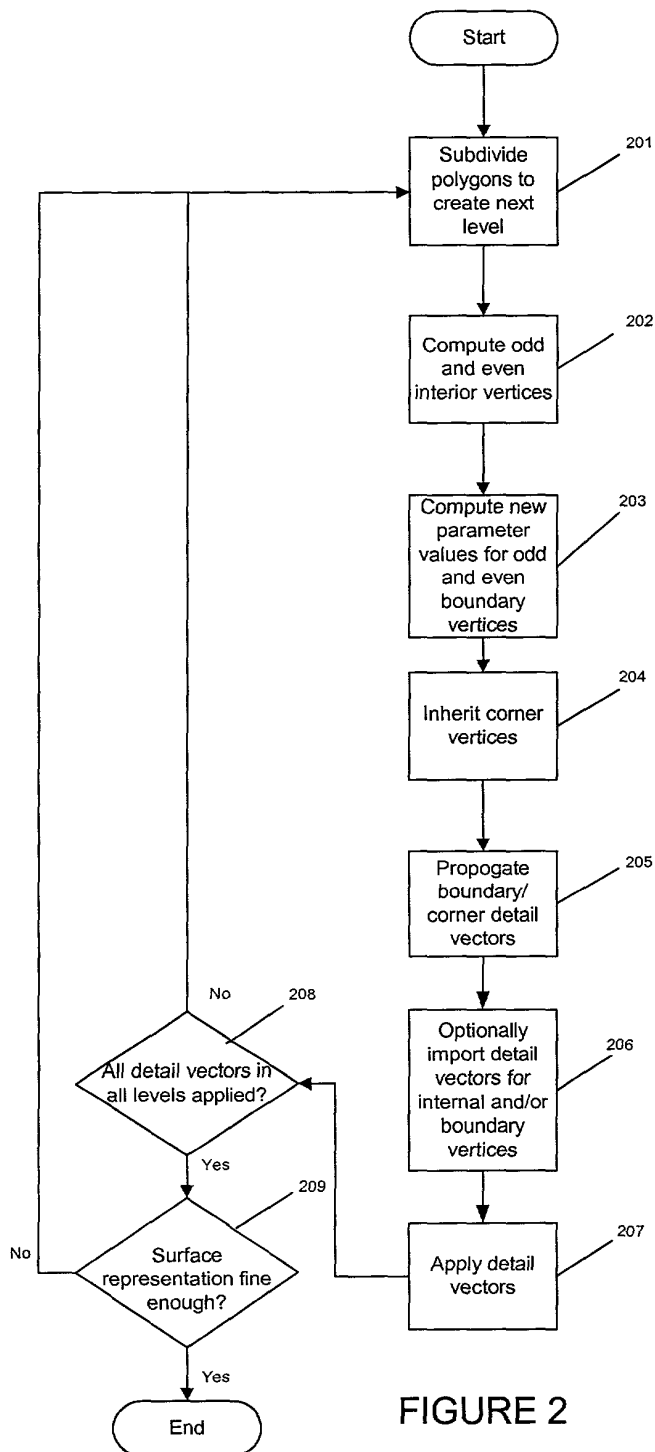 Start
Subdivide
polygons to
create next
level
201
Compute odd
and even
interior vertices
202
Compute new
parameter
values for odd
and even
boundary
vertices
203
Inherit corner
vertices
204
Propogate
boundary/
corner detail
vectors
205
Optionally
import detail
vectors for
internal and/or
boundary
vertices
206
Apply detail
vectors
207
No
208
All detail vectors in
all levels applied?
Yes
209
No
Surface
representation fine
enough?
Yes
End
FIGURE 2